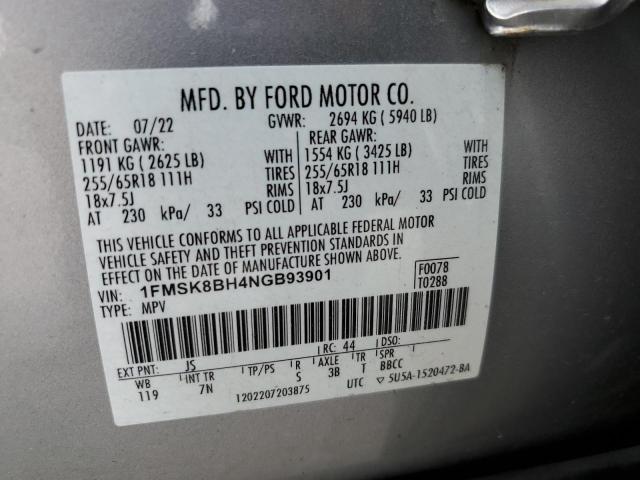 MFD. BY FORD MOTOR CO.
DATE: 07/22 GVWR: 2694 KG ( 5940 LB)
FRONT GAWR: REAR GAWR:
1191 KG ( 2625 LB) WITH 1554 KG ( 3425 LB) WITH
255/65R18 111H TIRES 255/65R18 111H TIRES
18x7.5J RIMS 18x7.5J RIMS
AT 230 kPa/ 33 PSI COLD AT 230 kPa/ 33 PSI COLD
THIS VEHICLE CONFORMS TO ALL APPLICABLE FEDERAL MOTOR
VEHICLE SAFETY AND THEFT PREVENTION STANDARDS IN
EFFECT ON THE DATE OF MANUFACTURE SHOWN ABOVE.
VIN: 1FMSK8BH4NGB93901 F0078
TYPE: MPV T0288
EXT PNT: JS RC: 44 DSO:
WB INT TR TP/PS R AXLE TR SPR
119 7N S 3B T BBCC
1202207203875 UTC ▽ 5U5A-1520472-BA